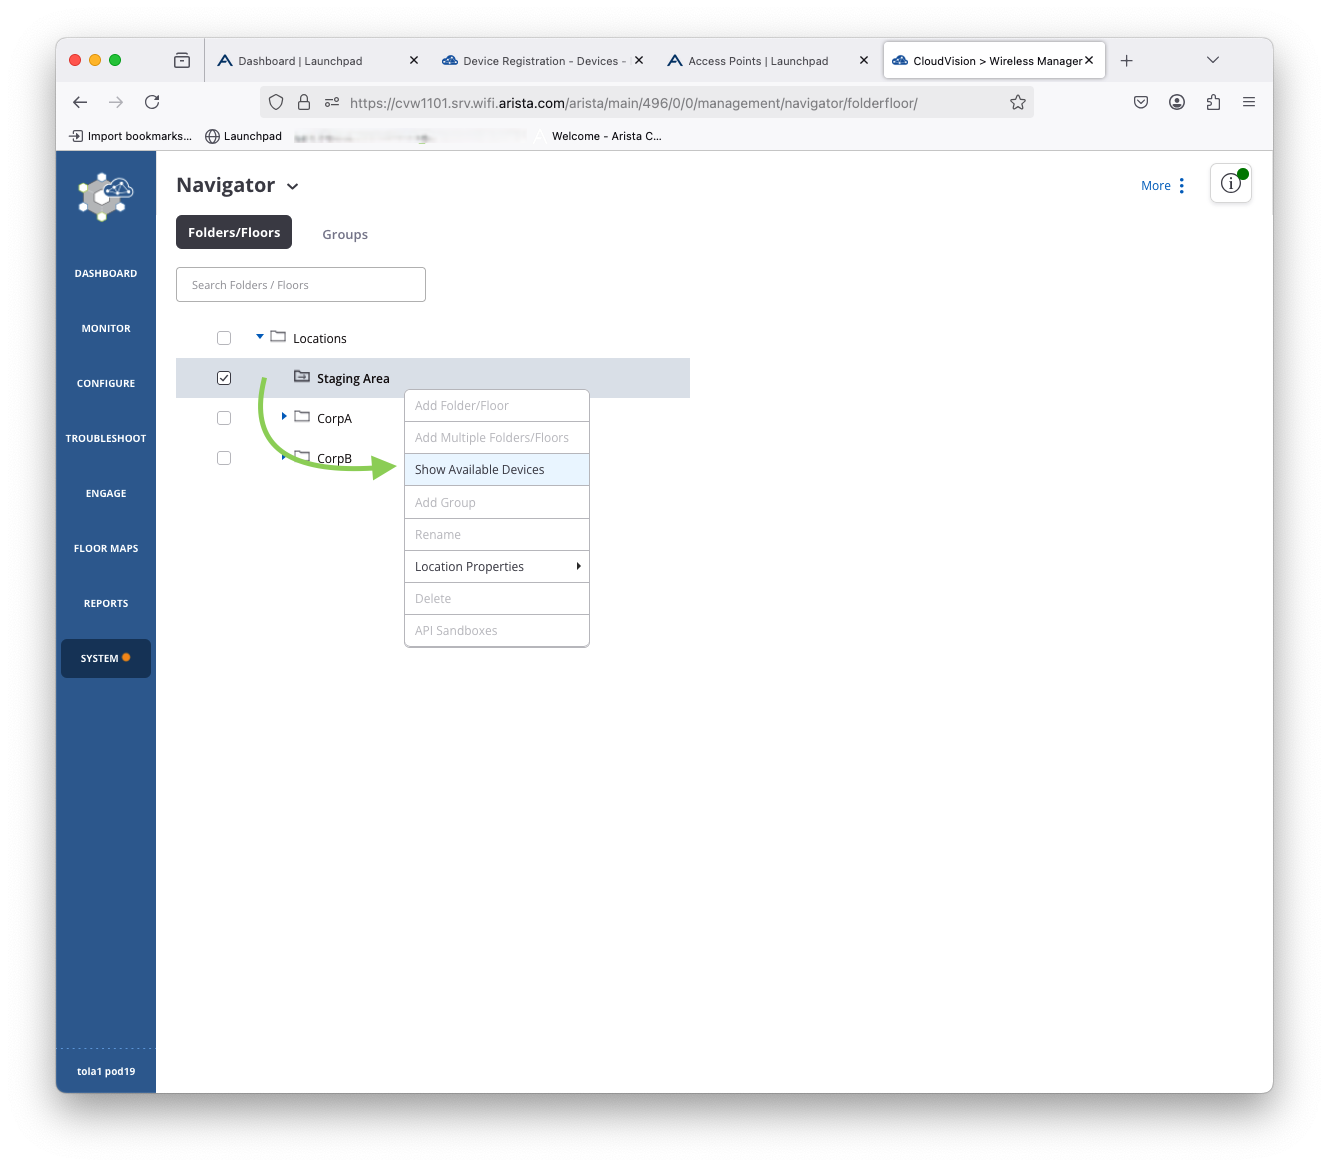 Dashboard | Launchpad
Device Registration - Devices -
Access Points | Launchpad
CloudVision > Wireless Manager
https://cvw1101.srv.wifi.arista.com/arista/main/496/0/0/management/navigator/folderfloor/
Import bookmarks...
Launchpad
Welcome - Arista C...
Navigator
More
Folders/Floors
Groups
Search Folders / Floors
DASHBOARD
MONITOR
CONFIGURE
TROUBLESHOOT
ENGAGE
FLOOR MAPS
REPORTS
SYSTEM
tola1 pod19
Locations
Staging Area
CorpA
CorpB
Add Folder/Floor
Add Multiple Folders/Floors
Show Available Devices
Add Group
Rename
Location Properties
Delete
API Sandboxes